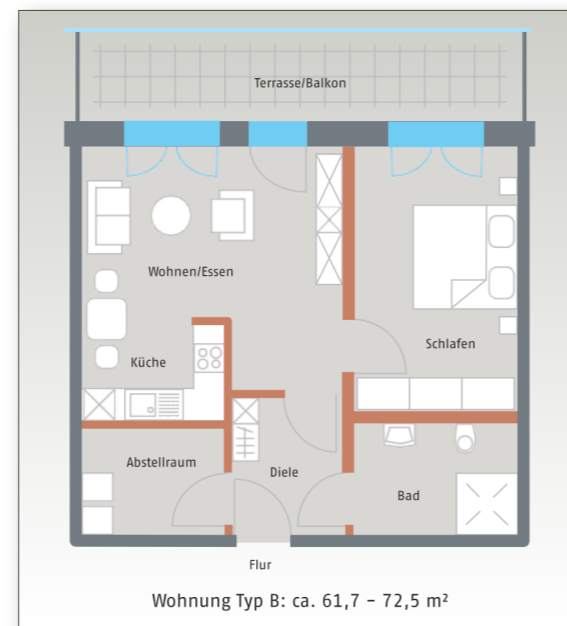 Terrasse/Balkon
Wohnen/Essen
Schlafen
Küche
Abstellraum
Diele
Bad
Flur
Wohnung Typ B: ca. 61,7 – 72,5 m²